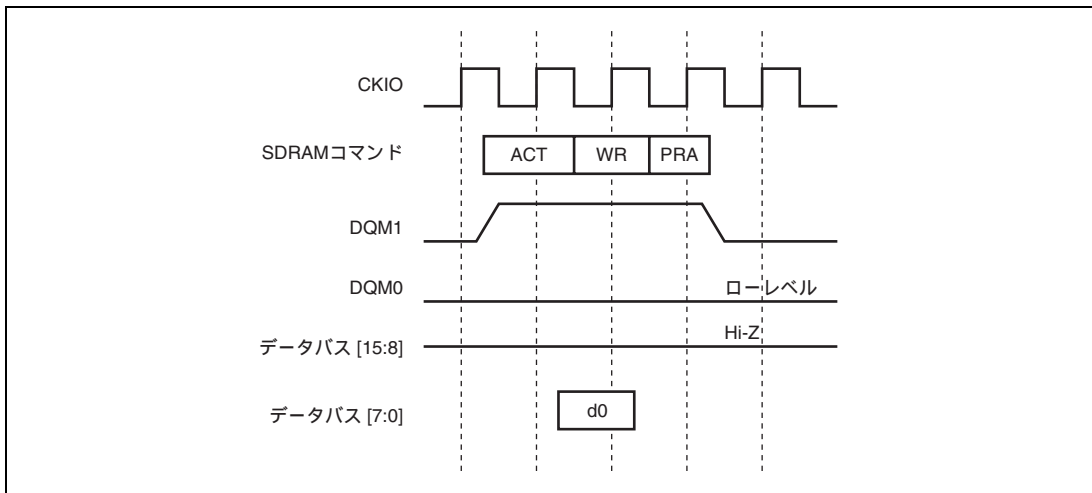 CKIO
SDRAMコマンド
ACT WR PRA
DQM1
DQM0
ローレベル
データバス [15:8]
Hi-Z
データバス [7:0]
d0